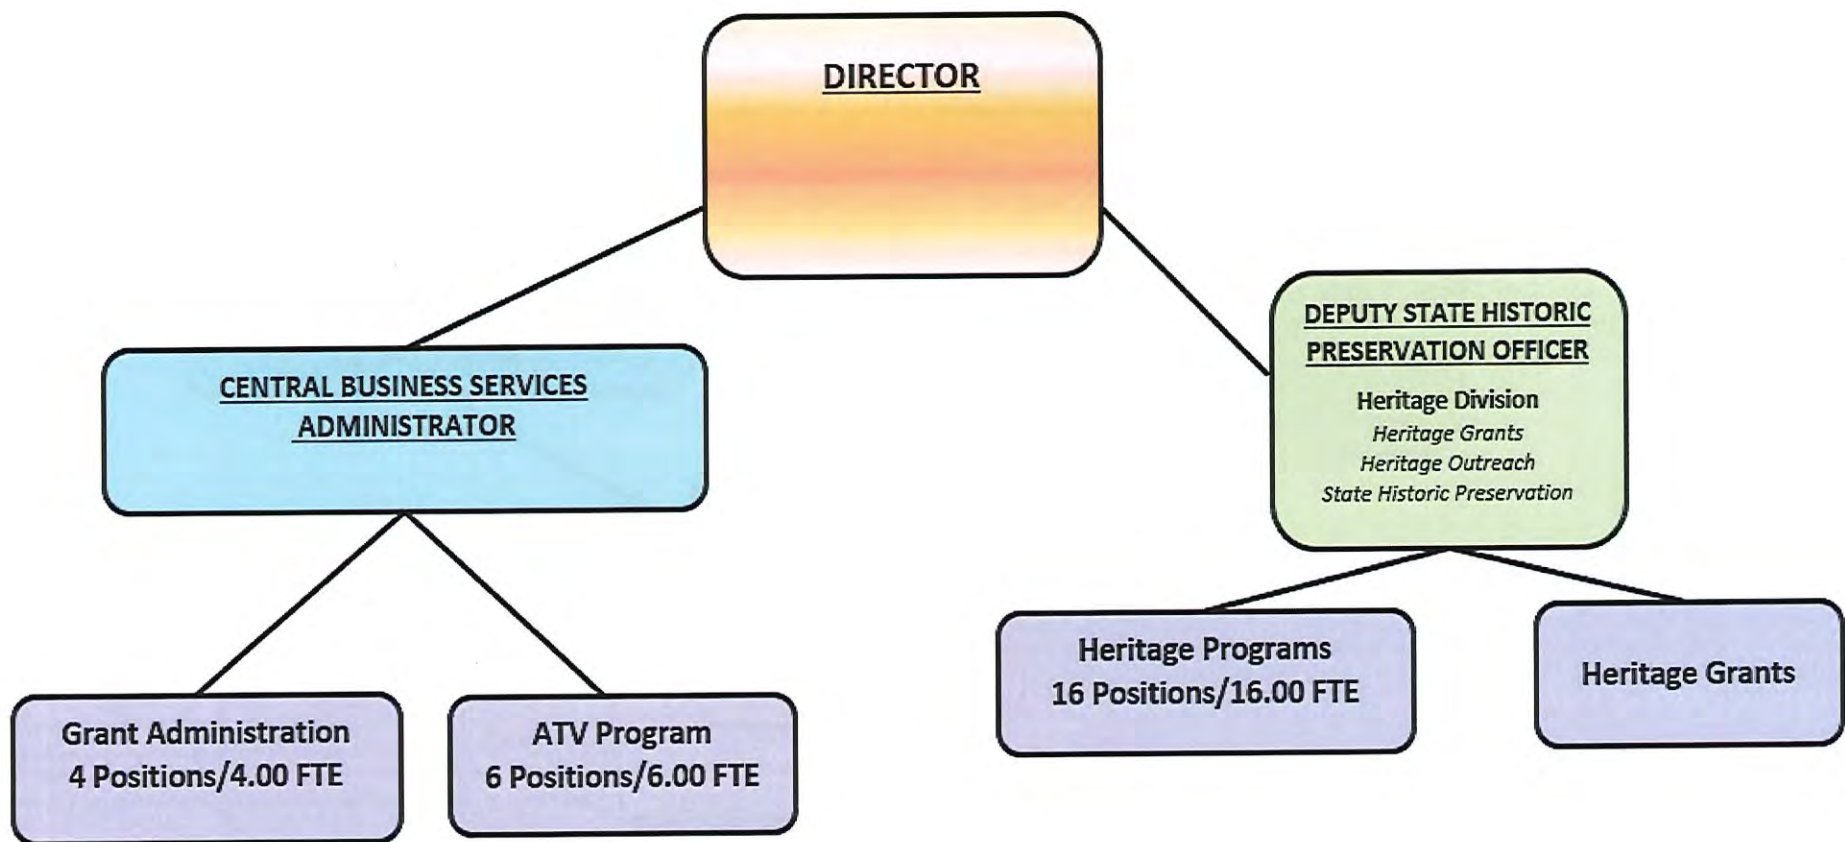 DIRECTOR
CENTRAL BUSINESS SERVICES
ADMINISTRATOR
DEPUTY STATE HISTORIC
PRESERVATION OFFICER
Heritage Division
Heritage Grants
Heritage Outreach
State Historic Preservation
Grant Administration
4 Positions/4.00 FTE
ATV Program
6 Positions/6.00 FTE
Heritage Programs
16 Positions/16.00 FTE
Heritage Grants